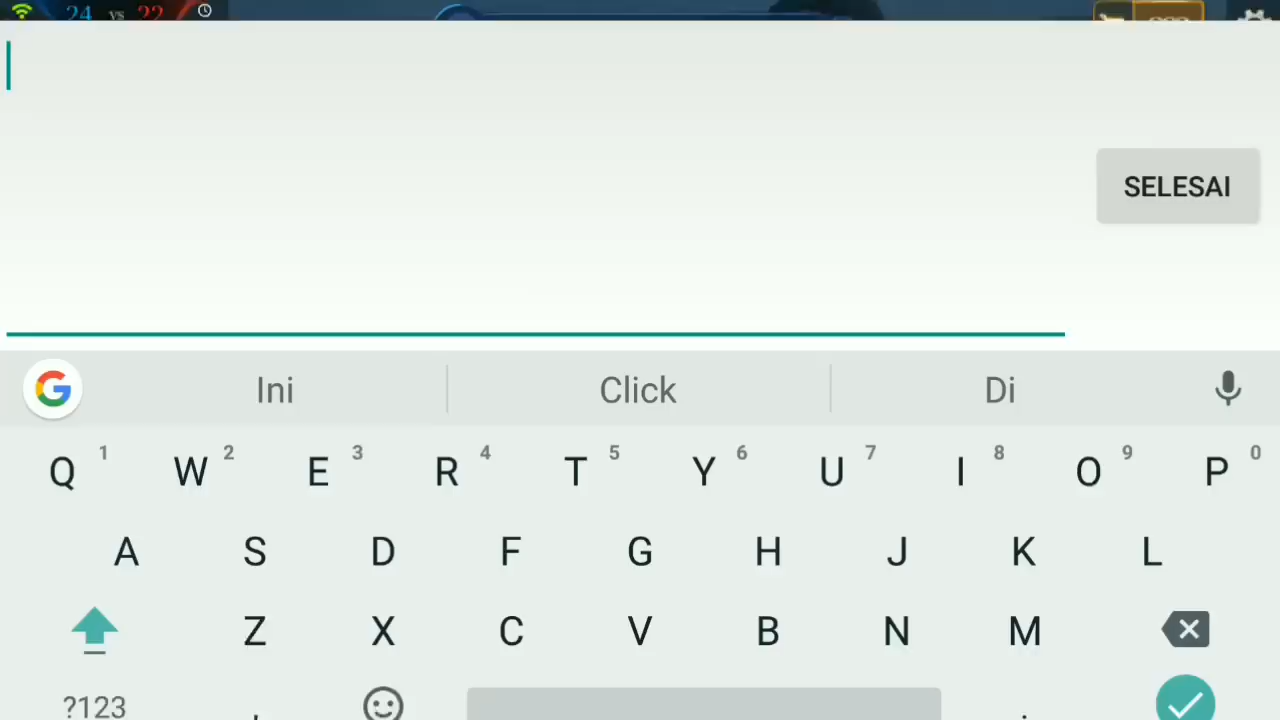 24 vs 22
SELESAI
Ini Click Di
Q 1 W 2 E 3 R 4 T 5 Y 6 U 7 I 8 O 9 P 0
A S D F G H J K L
Z X C V B N M
?123 , .